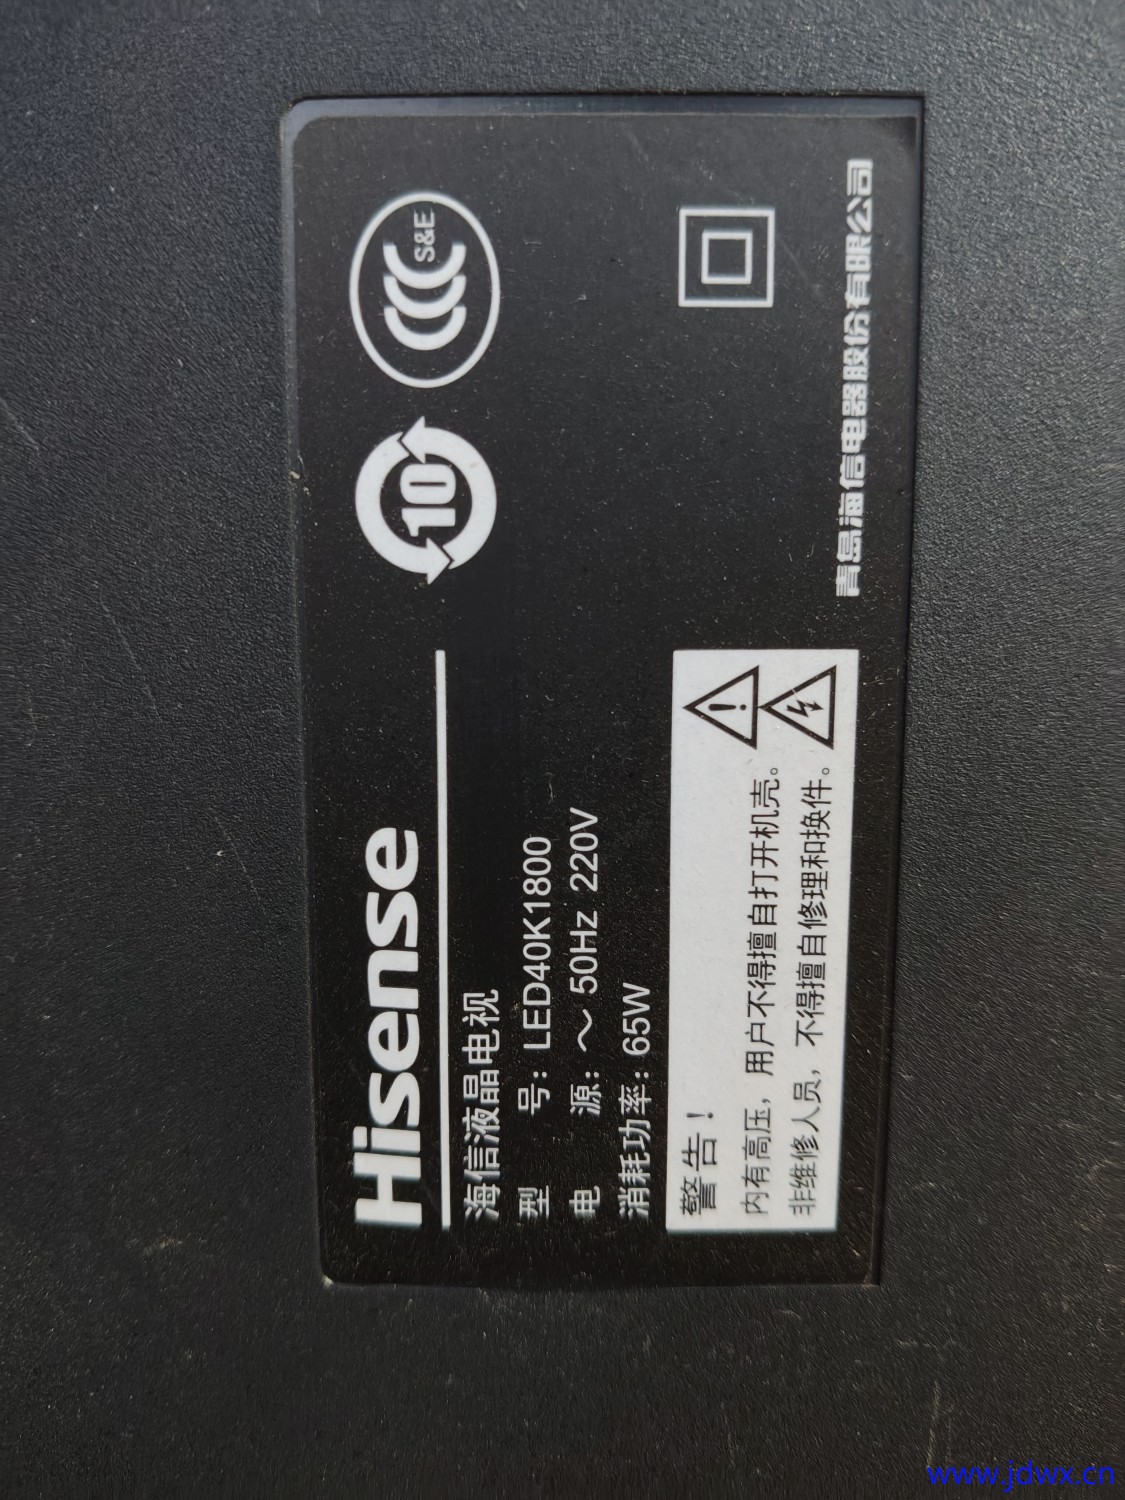 Hisense
海信液晶电视
型 号：LED40K1800
电 源：～50Hz 220V
消耗功率：65W
警告！
内有高压，用户不得擅自打开机壳。
非维修人员，不得擅自修理和换件。
10
S&E
青岛海信电器股份有限公司
www.jdwx.cn